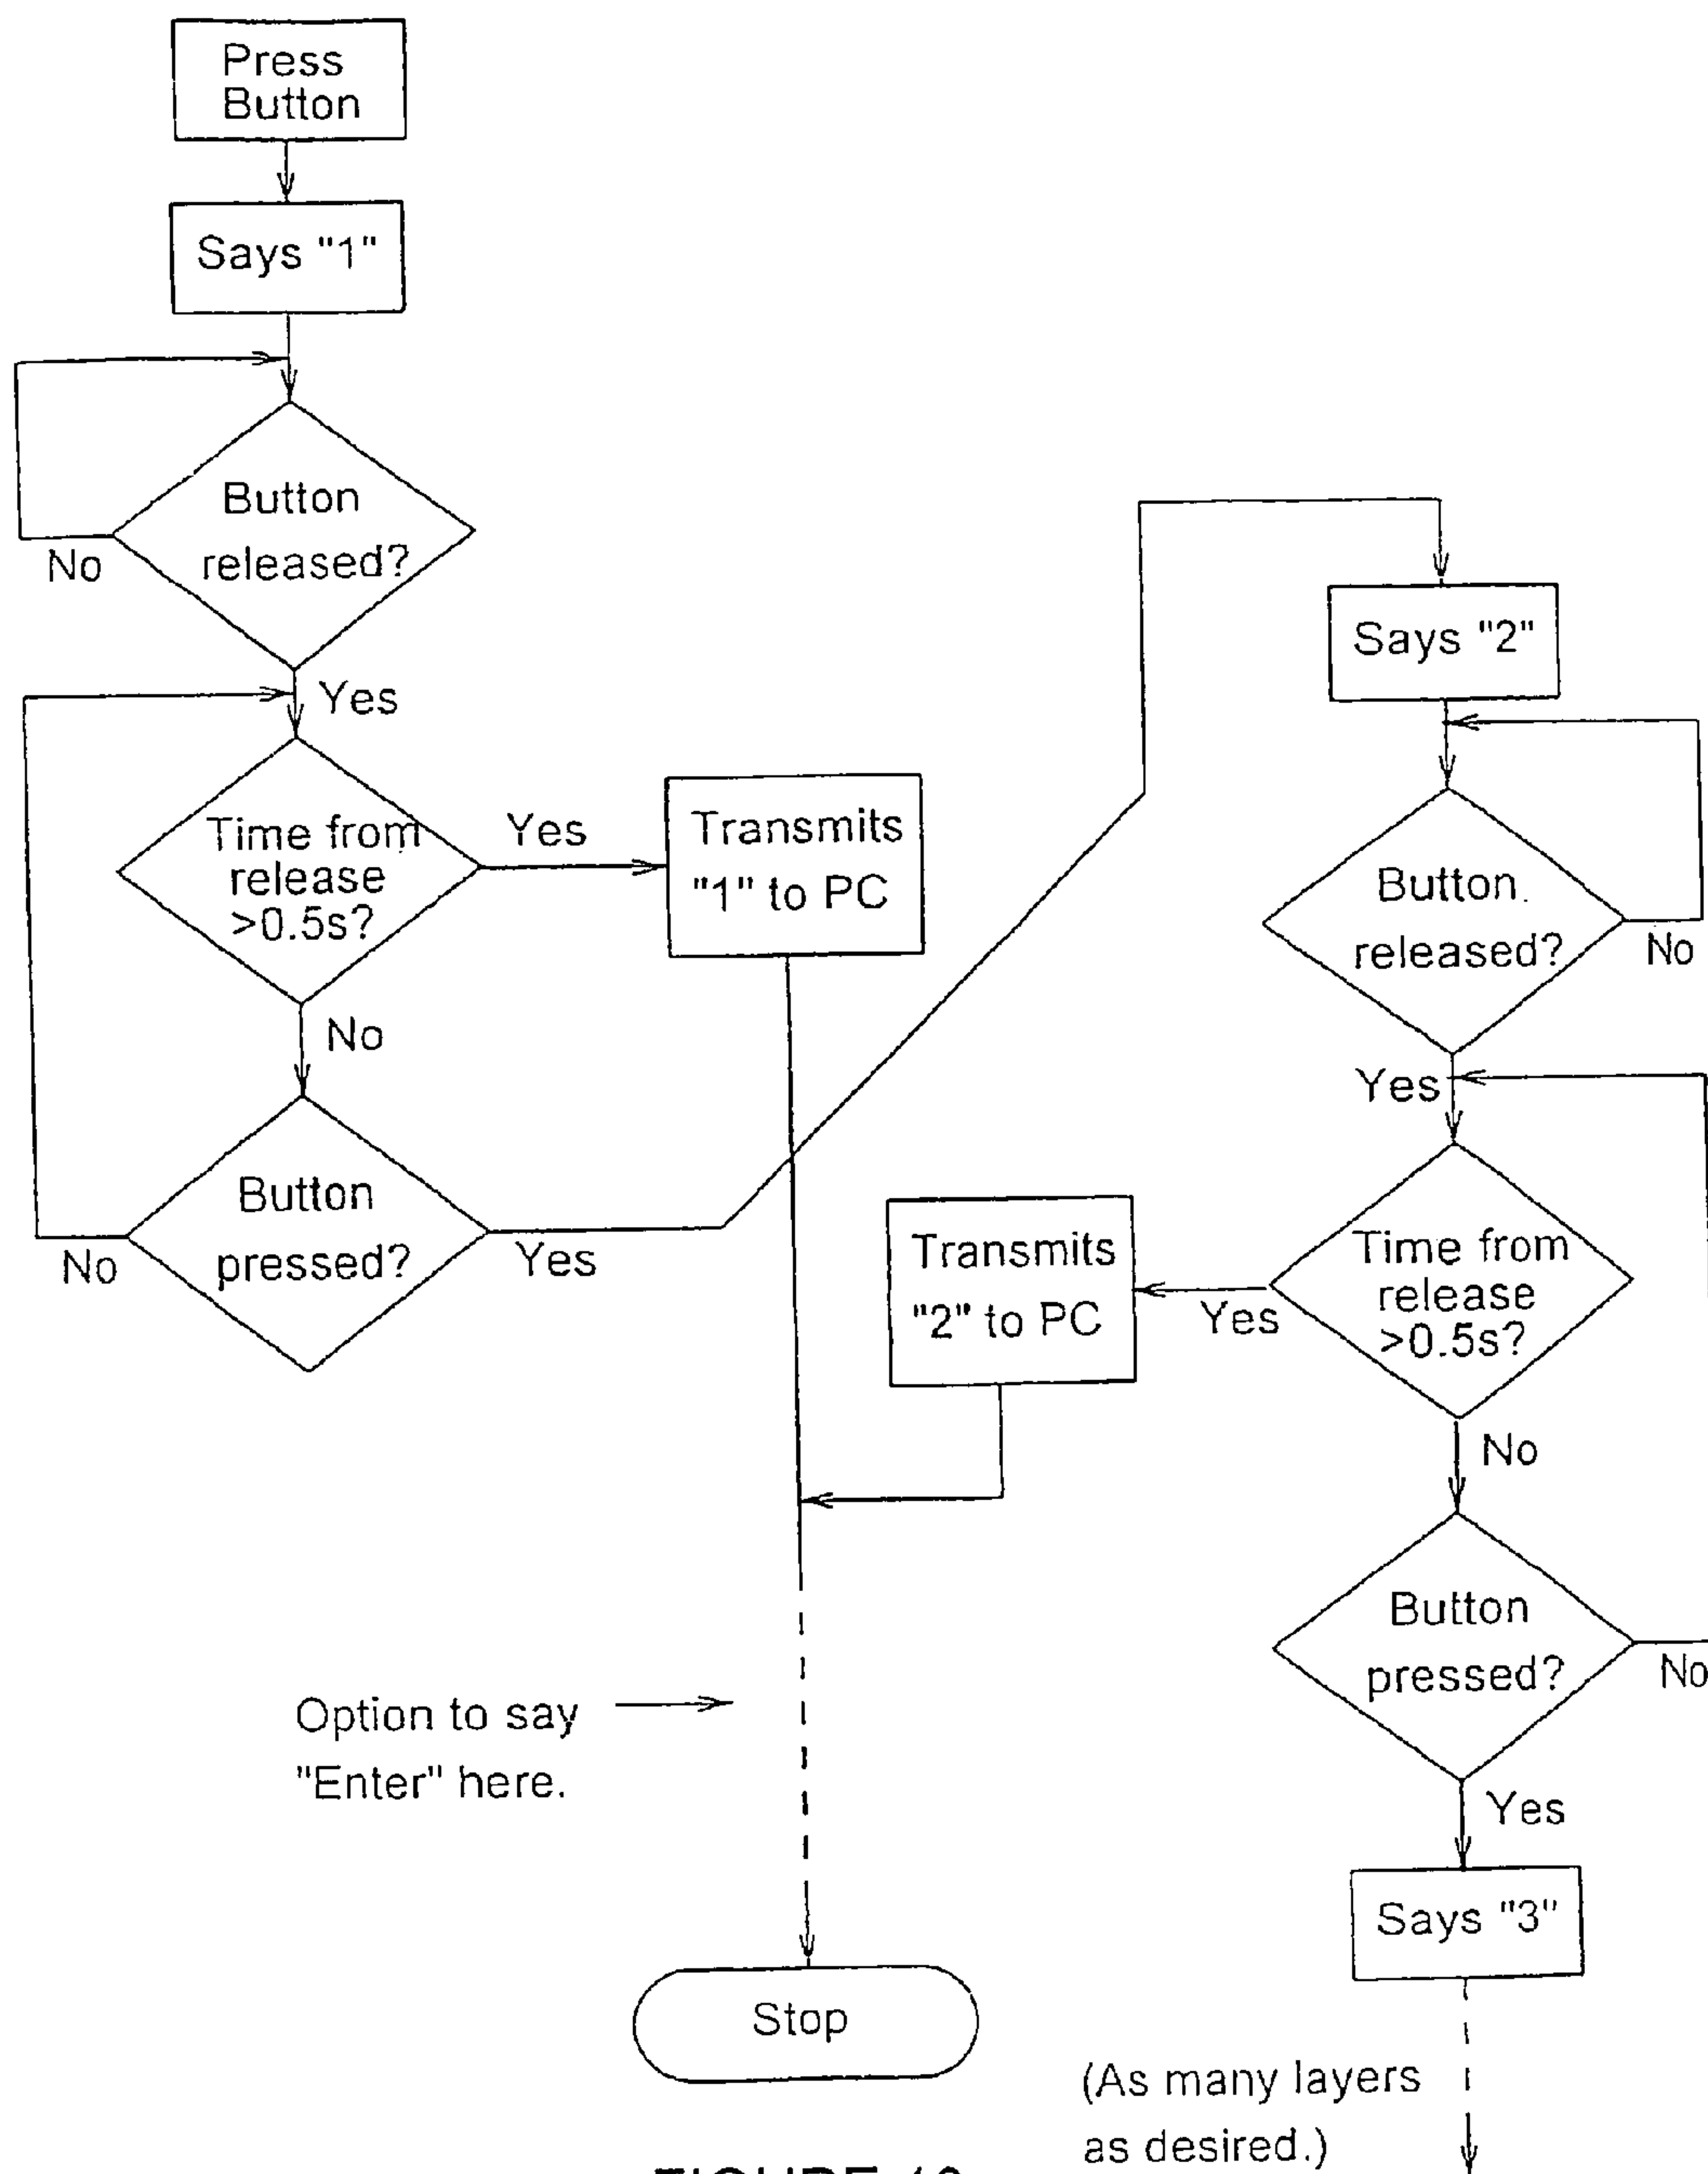 Press
Button
Says "1"
Button
released?
No
Yes
Time from
release
>0.5s?
Yes
Transmits
"1" to PC
No
Button
pressed?
No
Yes
Says "2"
Button
released?
No
Yes
Time from
release
>0.5s?
Yes
Transmits
"2" to PC
No
Button
pressed?
No
Yes
Says "3"
Option to say
"Enter" here.
Stop
(As many layers
as desired.)